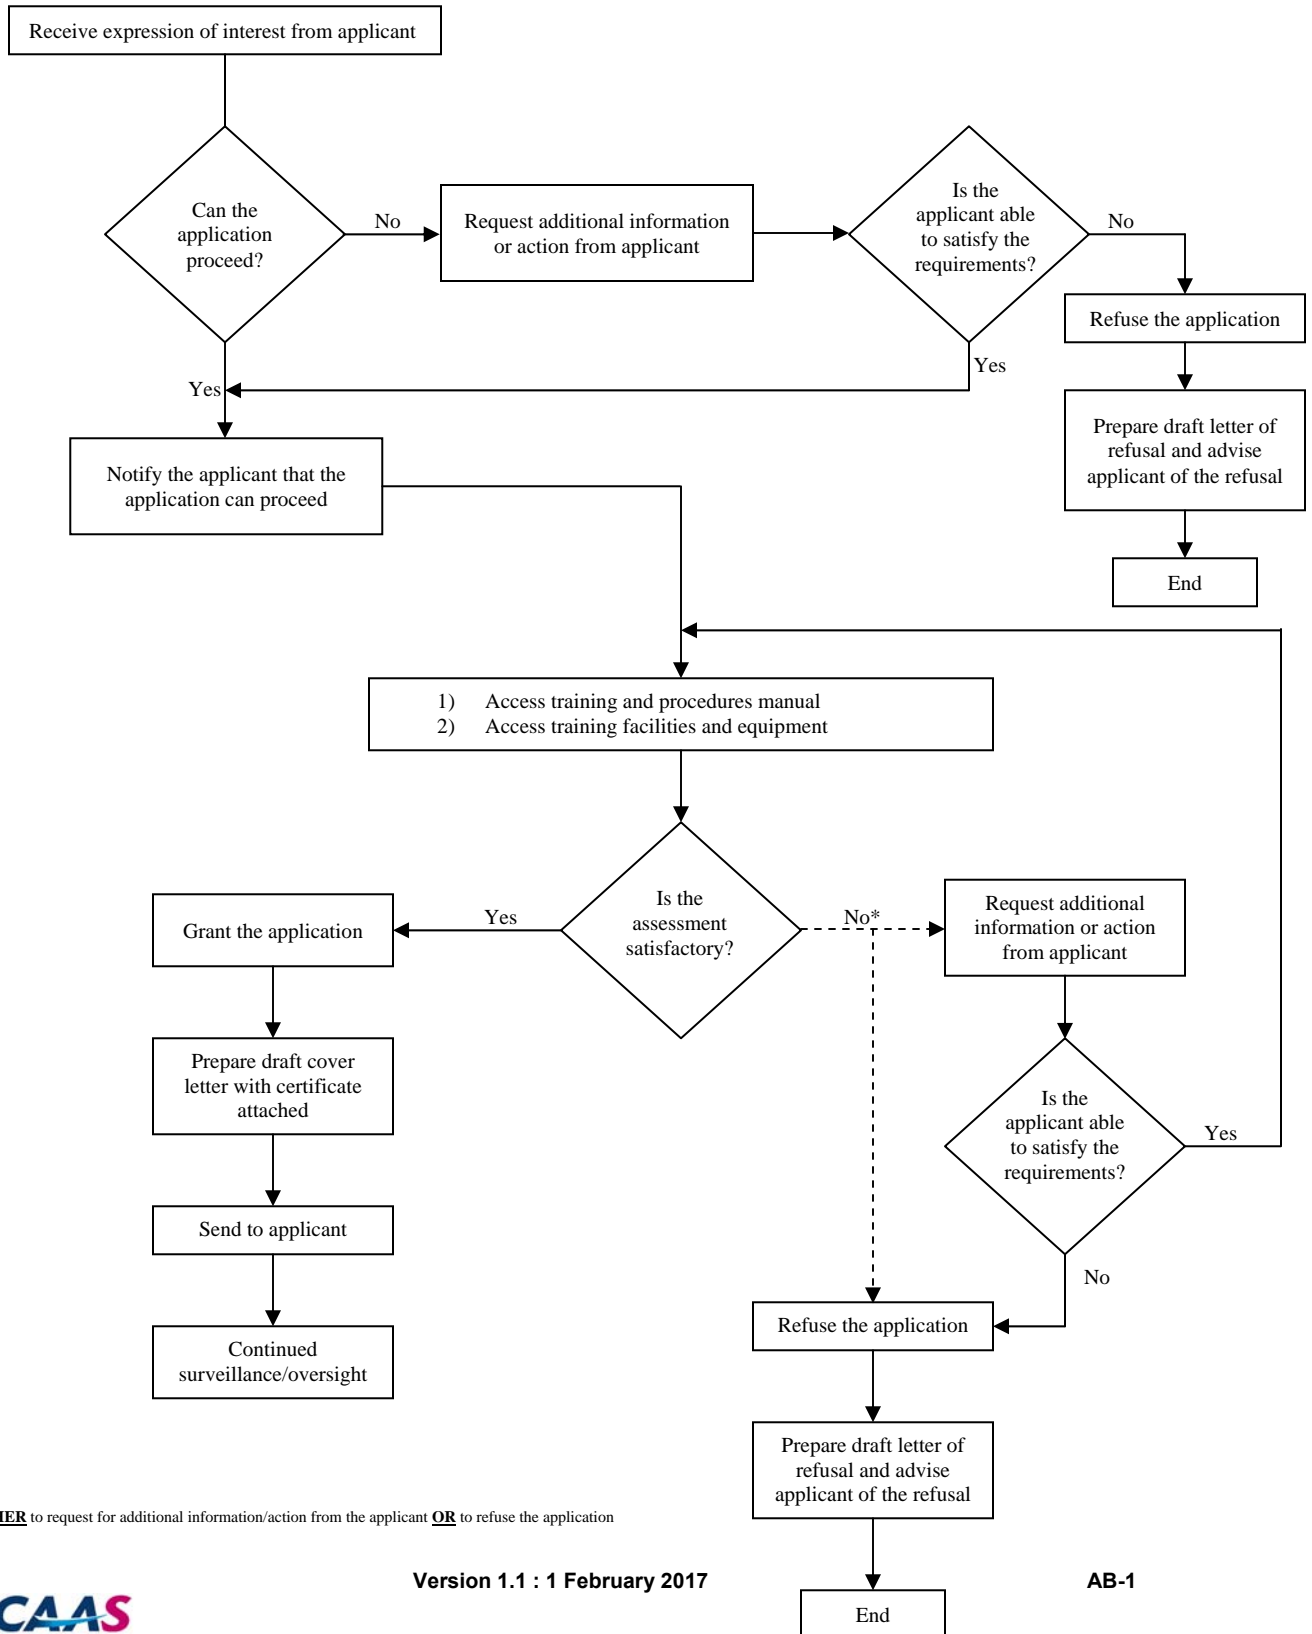 Receive expression of interest from applicant
Can the
application
proceed?
No
Request additional information
or action from applicant
Is the
applicant able
to satisfy the
requirements?
No
Refuse the application
Yes
Yes
Prepare draft letter of
refusal and advise
applicant of the refusal
Notify the applicant that the
application can proceed
End
1) Access training and procedures manual
2) Access training facilities and equipment
Is the
assessment
satisfactory?
Yes
No*
Grant the application
Request additional
information or action
from applicant
Prepare draft cover
letter with certificate
attached
Is the
applicant able
to satisfy the
requirements?
Yes
Send to applicant
No
Refuse the application
Continued
surveillance/oversight
Prepare draft letter of
refusal and advise
applicant of the refusal
to request for additional information/action from the applicant OR to refuse the application
Version 1.1 : 1 February 2017
AB-1
CAAS
End